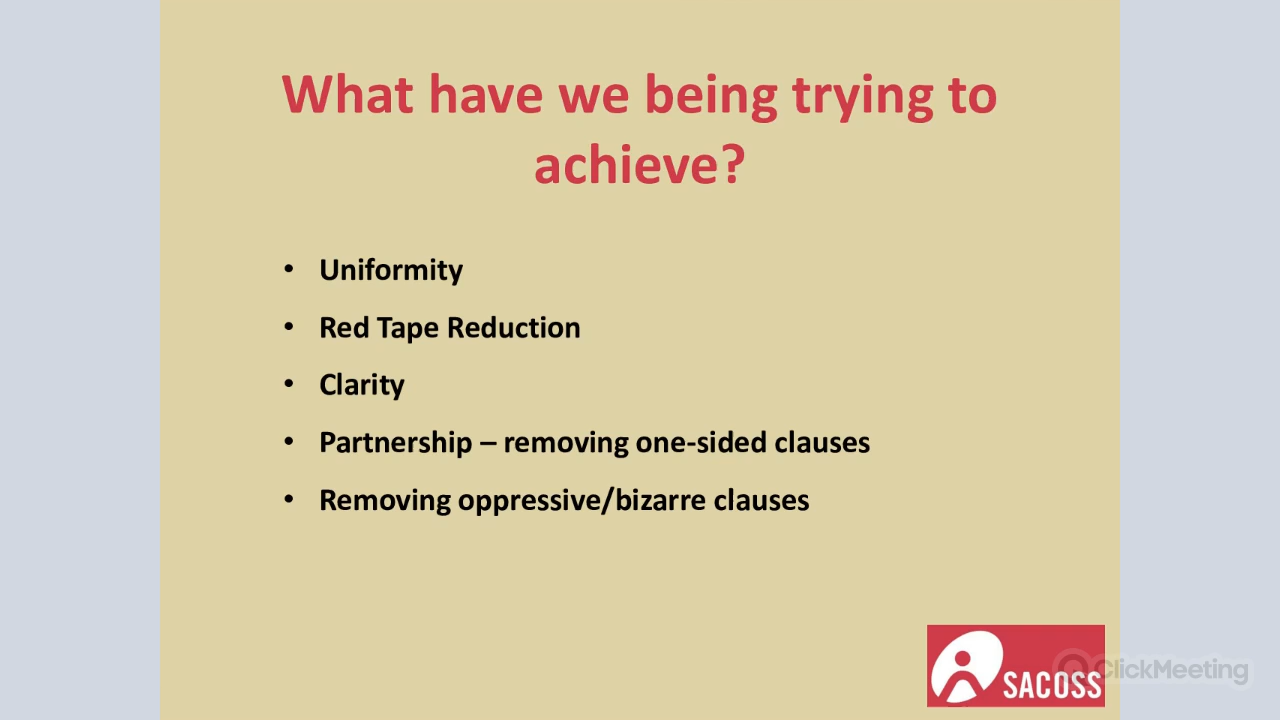 What have we being trying to
achieve?
• Uniformity
• Red Tape Reduction
• Clarity
• Partnership – removing one-sided clauses
• Removing oppressive/bizarre clauses
SACOSS
ClickMeeting